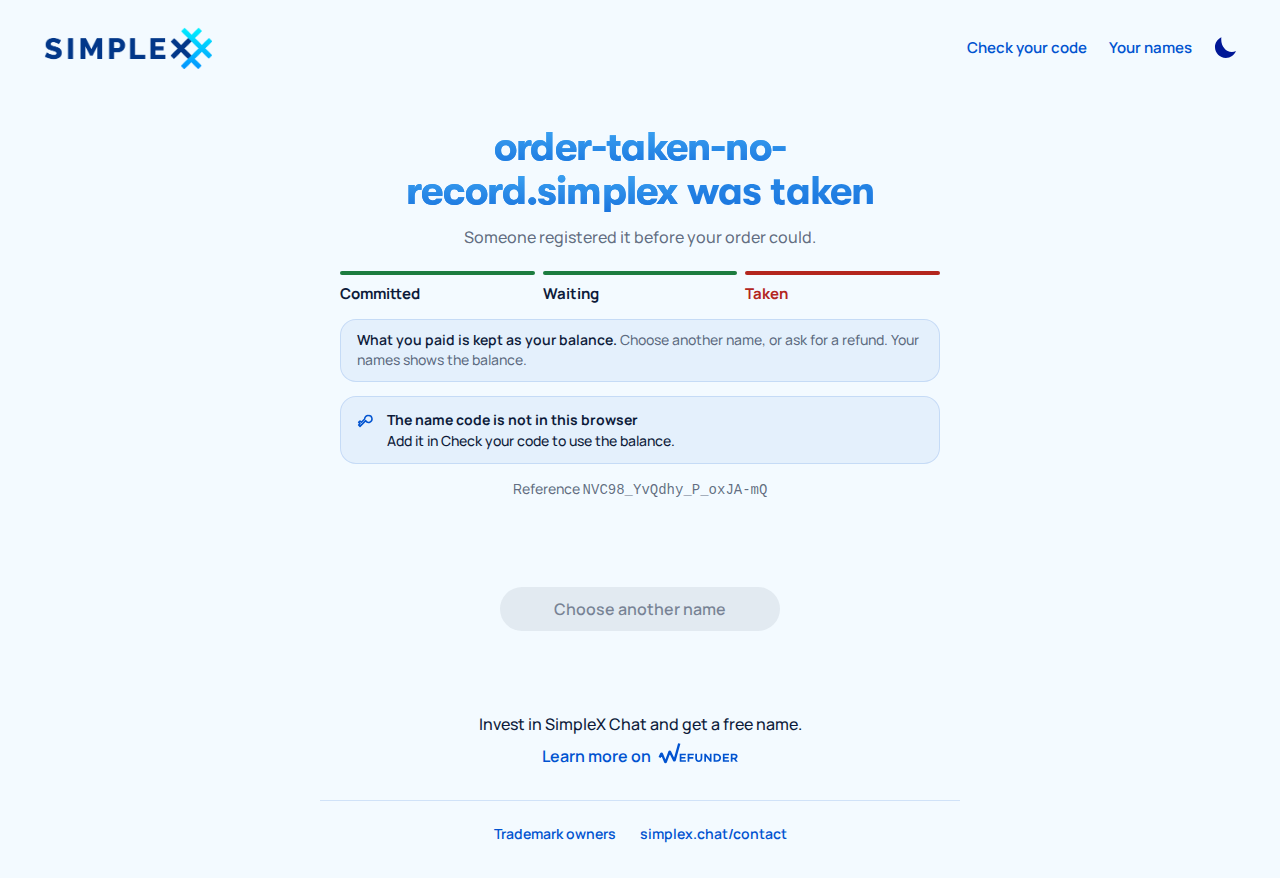 SIMPLEX
Check your code
Your names
order-taken-no-
record.simplex was taken
Someone registered it before your order could.
Committed
Waiting
Taken
What you paid is kept as your balance. Choose another name, or ask for a refund. Your
names shows the balance.
The name code is not in this browser
Add it in Check your code to use the balance.
Reference NVC98_YvQdhy_P_oxJA-mQ
Choose another name
Invest in SimpleX Chat and get a free name.
Learn more on WEFUNDER
Trademark owners
simplex.chat/contact